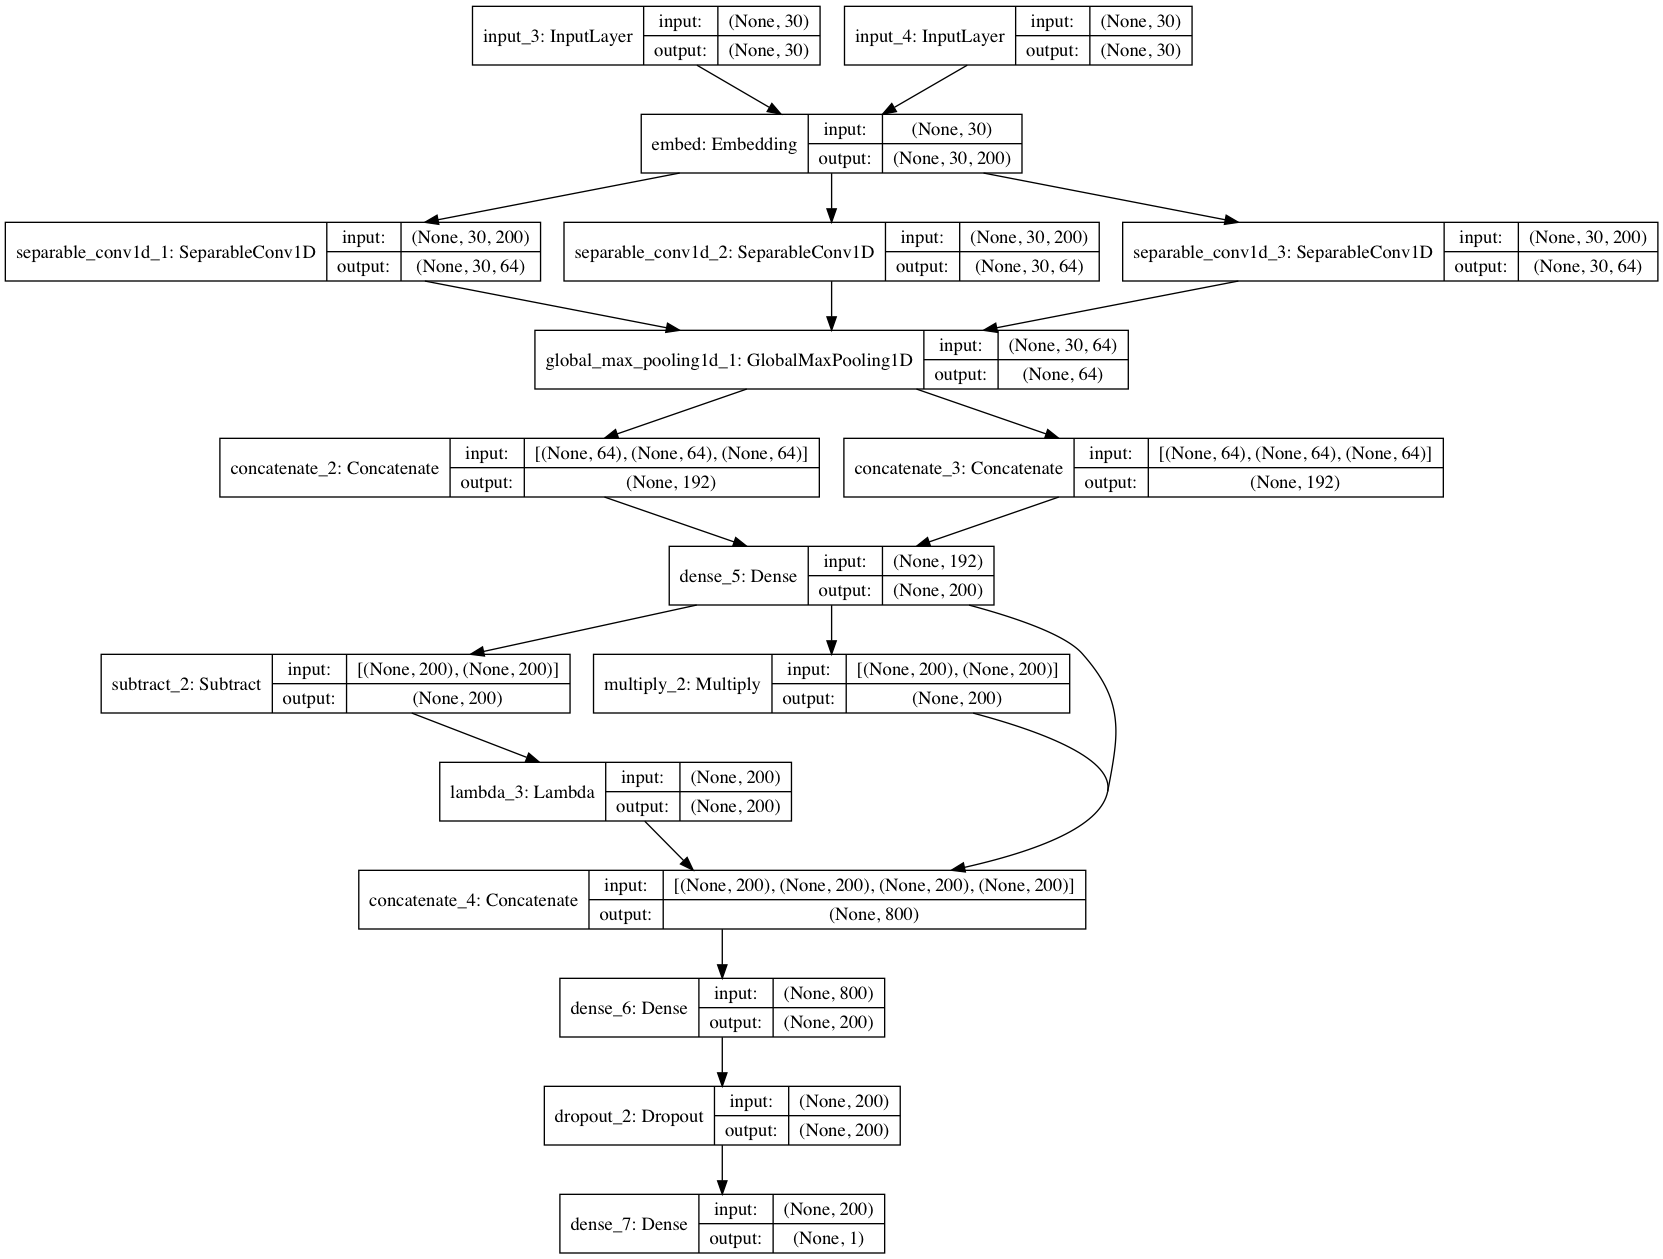 input_3: InputLayer
input: (None, 30)
output: (None, 30)
input_4: InputLayer
input: (None, 30)
output: (None, 30)
embed: Embedding
input: (None, 30)
output: (None, 30, 200)
separable_conv1d_1: SeparableConv1D
input: (None, 30, 200)
output: (None, 30, 64)
separable_conv1d_2: SeparableConv1D
input: (None, 30, 200)
output: (None, 30, 64)
separable_conv1d_3: SeparableConv1D
input: (None, 30, 200)
output: (None, 30, 64)
global_max_pooling1d_1: GlobalMaxPooling1D
input: (None, 30, 64)
output: (None, 64)
concatenate_2: Concatenate
input: [(None, 64), (None, 64), (None, 64)]
output: (None, 192)
concatenate_3: Concatenate
input: [(None, 64), (None, 64), (None, 64)]
output: (None, 192)
dense_5: Dense
input: (None, 192)
output: (None, 200)
subtract_2: Subtract
input: [(None, 200), (None, 200)]
output: (None, 200)
multiply_2: Multiply
input: [(None, 200), (None, 200)]
output: (None, 200)
lambda_3: Lambda
input: (None, 200)
output: (None, 200)
concatenate_4: Concatenate
input: [(None, 200), (None, 200), (None, 200), (None, 200)]
output: (None, 800)
dense_6: Dense
input: (None, 800)
output: (None, 200)
dropout_2: Dropout
input: (None, 200)
output: (None, 200)
dense_7: Dense
input: (None, 200)
output: (None, 1)